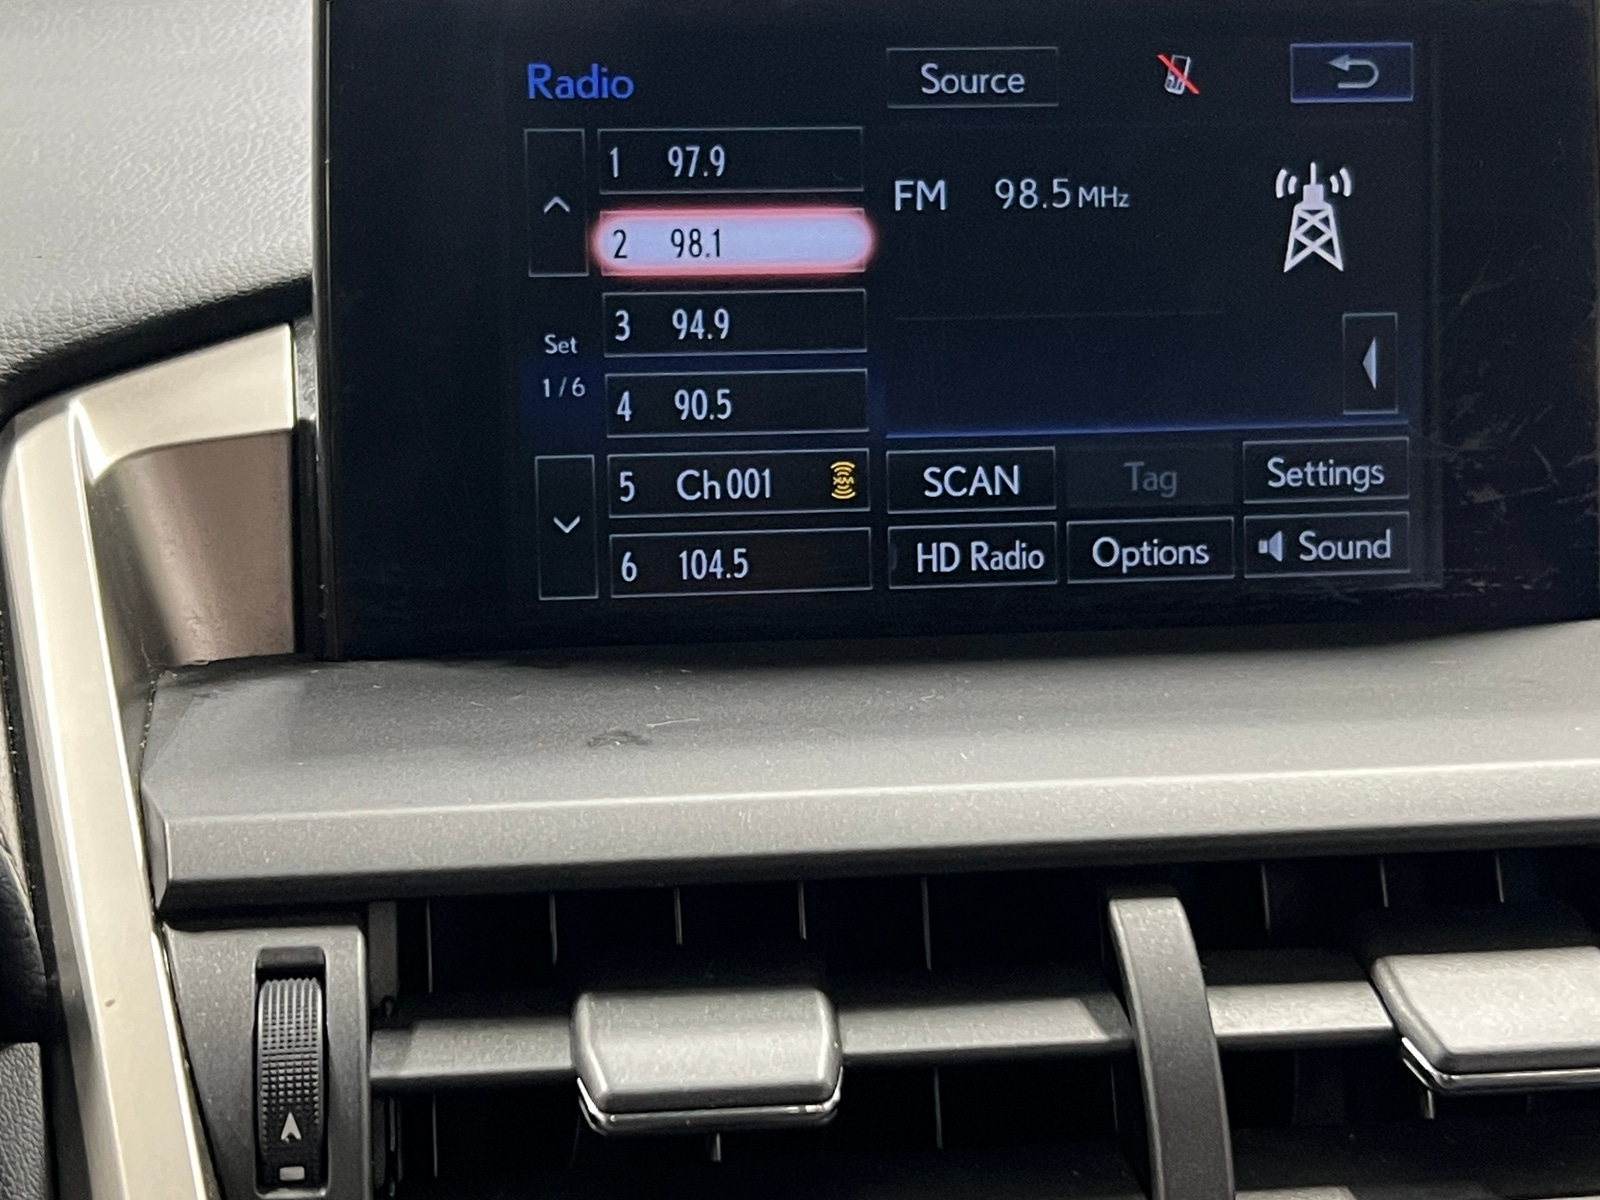 Radio
Source
1 97.9
2 98.1
3 94.9
4 90.5
5 Ch 001 XM
6 104.5
Set
1/6
FM 98.5 MHz
SCAN
Tag
Settings
HD Radio
Options
Sound